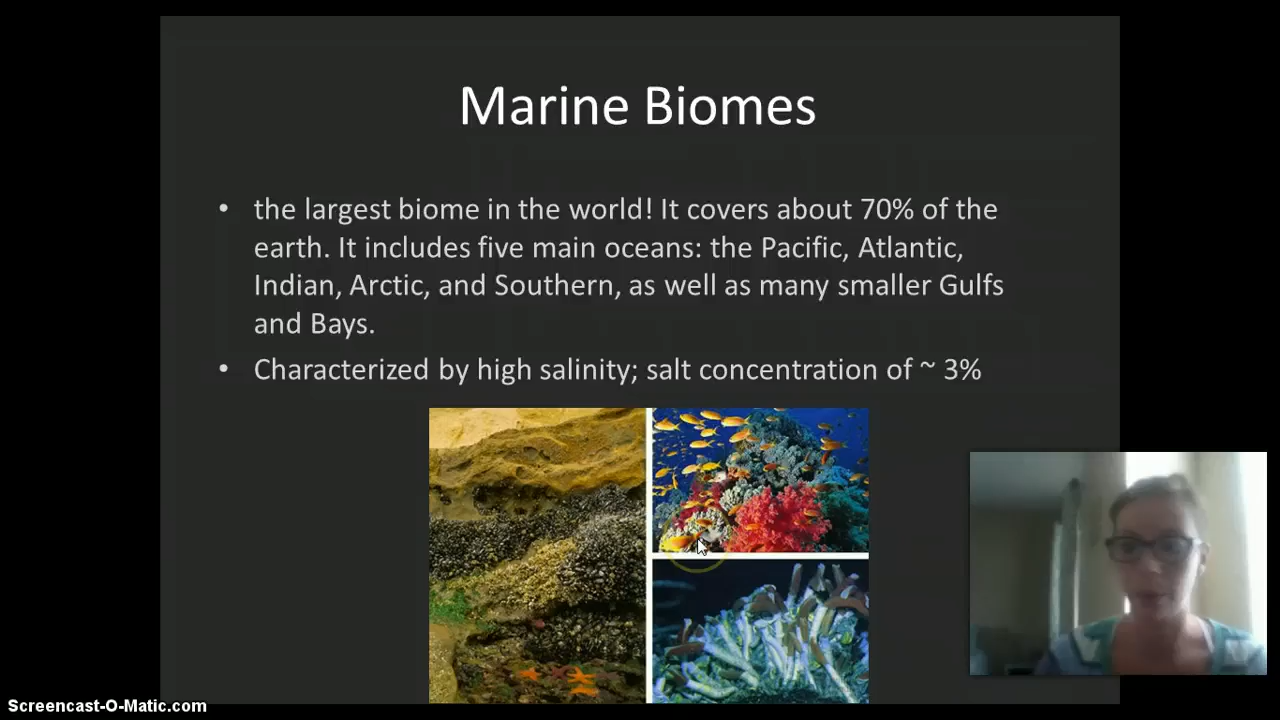 Marine Biomes
• the largest biome in the world! It covers about 70% of the
earth. It includes five main oceans: the Pacific, Atlantic,
Indian, Arctic, and Southern, as well as many smaller Gulfs
and Bays.
• Characterized by high salinity; salt concentration of ~ 3%
Screencast-O-Matic.com